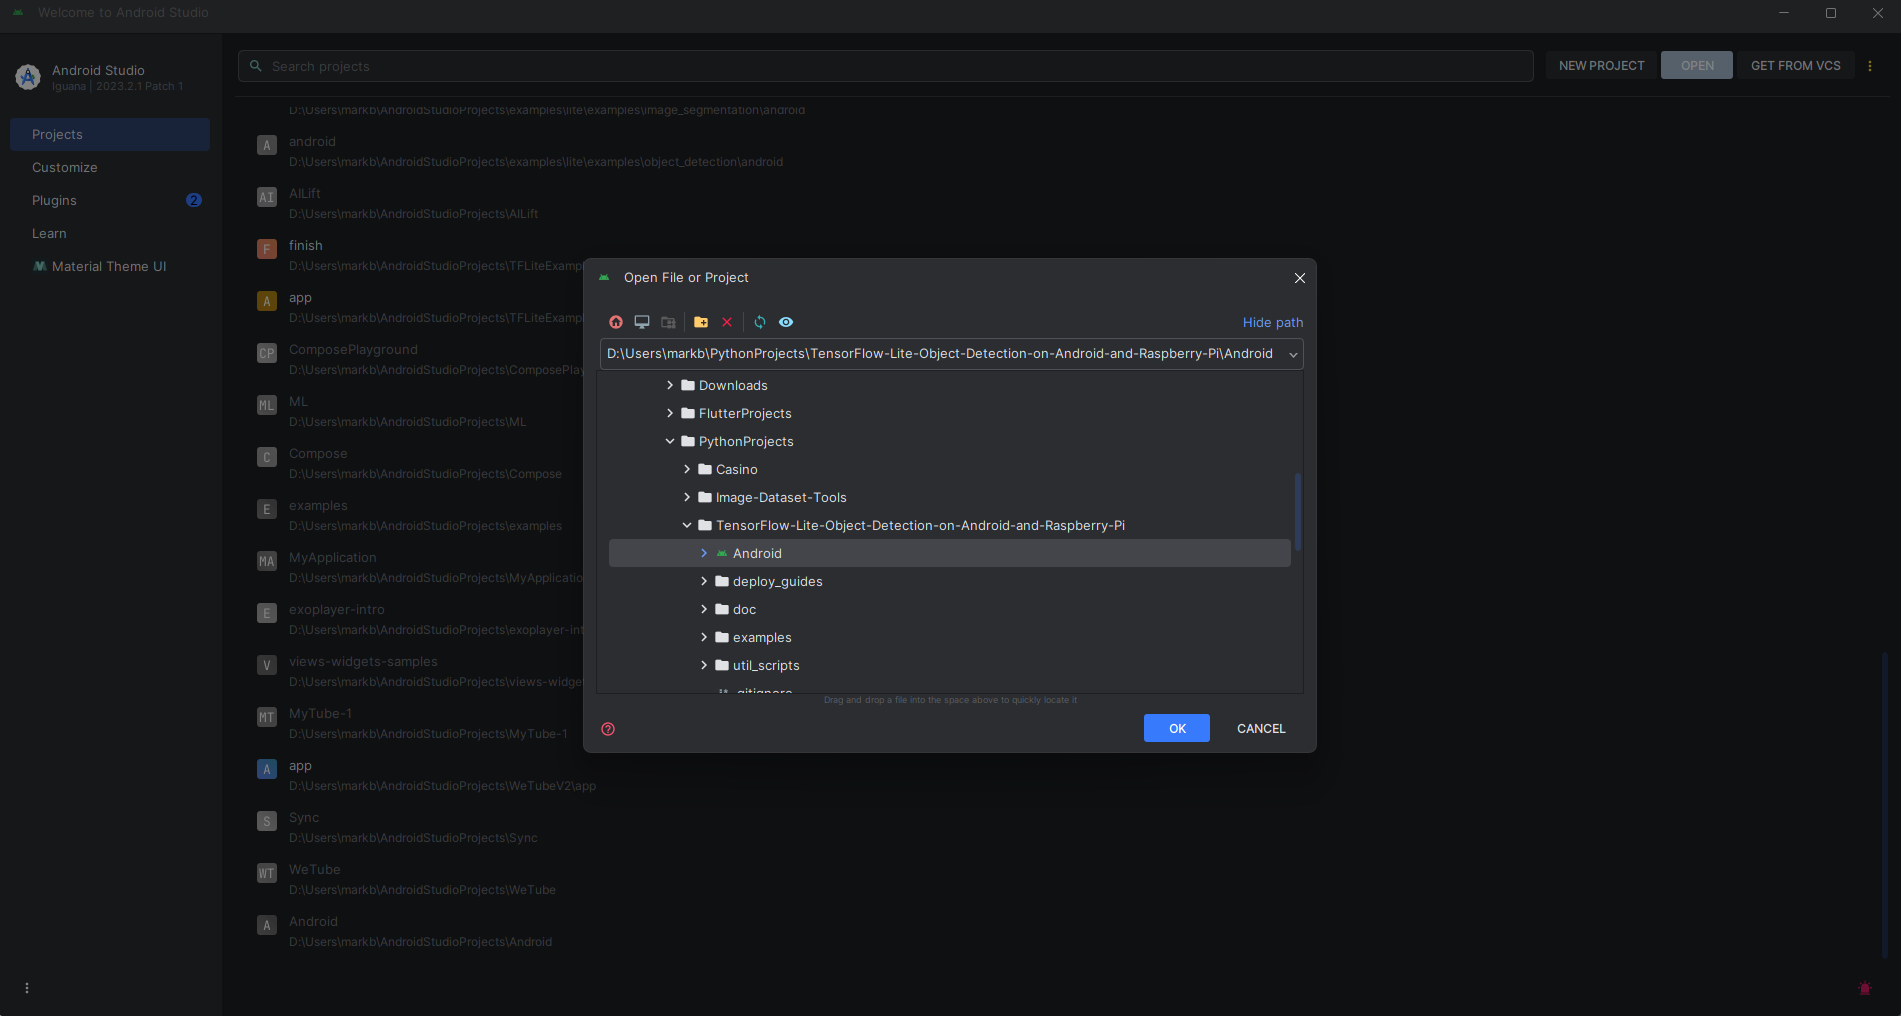 Welcome to Android Studio
Android Studio
Iguana | 2023.2.1 Patch 1
Projects
Customize
Plugins
2
Learn
Material Theme UI
Search projects
NEW PROJECT
OPEN
GET FROM VCS
D:\Users\markb\AndroidStudioProjects\examples\lite\examples\image_segmentation\android
A
android
D:\Users\markb\AndroidStudioProjects\examples\lite\examples\object_detection\android
AI
AILift
D:\Users\markb\AndroidStudioProjects\AILift
F
finish
D:\Users\markb\AndroidStudioProjects\TFLiteExampl
A
app
D:\Users\markb\AndroidStudioProjects\TFLiteExampl
CP
ComposePlayground
D:\Users\markb\AndroidStudioProjects\ComposePlay
ML
ML
D:\Users\markb\AndroidStudioProjects\ML
C
Compose
D:\Users\markb\AndroidStudioProjects\Compose
E
examples
D:\Users\markb\AndroidStudioProjects\examples
MA
MyApplication
D:\Users\markb\AndroidStudioProjects\MyApplicatio
E
exoplayer-intro
D:\Users\markb\AndroidStudioProjects\exoplayer-int
V
views-widgets-samples
D:\Users\markb\AndroidStudioProjects\views-widget
MT
MyTube-1
D:\Users\markb\AndroidStudioProjects\MyTube-1
A
app
D:\Users\markb\AndroidStudioProjects\WeTubeV2\app
S
Sync
D:\Users\markb\AndroidStudioProjects\Sync
WT
WeTube
D:\Users\markb\AndroidStudioProjects\WeTube
A
Android
D:\Users\markb\AndroidStudioProjects\Android
Open File or Project
Hide path
D:\Users\markb\PythonProjects\TensorFlow-Lite-Object-Detection-on-Android-and-Raspberry-Pi\Android
Downloads
FlutterProjects
PythonProjects
Casino
Image-Dataset-Tools
TensorFlow-Lite-Object-Detection-on-Android-and-Raspberry-Pi
Android
deploy_guides
doc
examples
util_scripts
.gitignore
Drag and drop a file into the space above to quickly locate it
OK
CANCEL